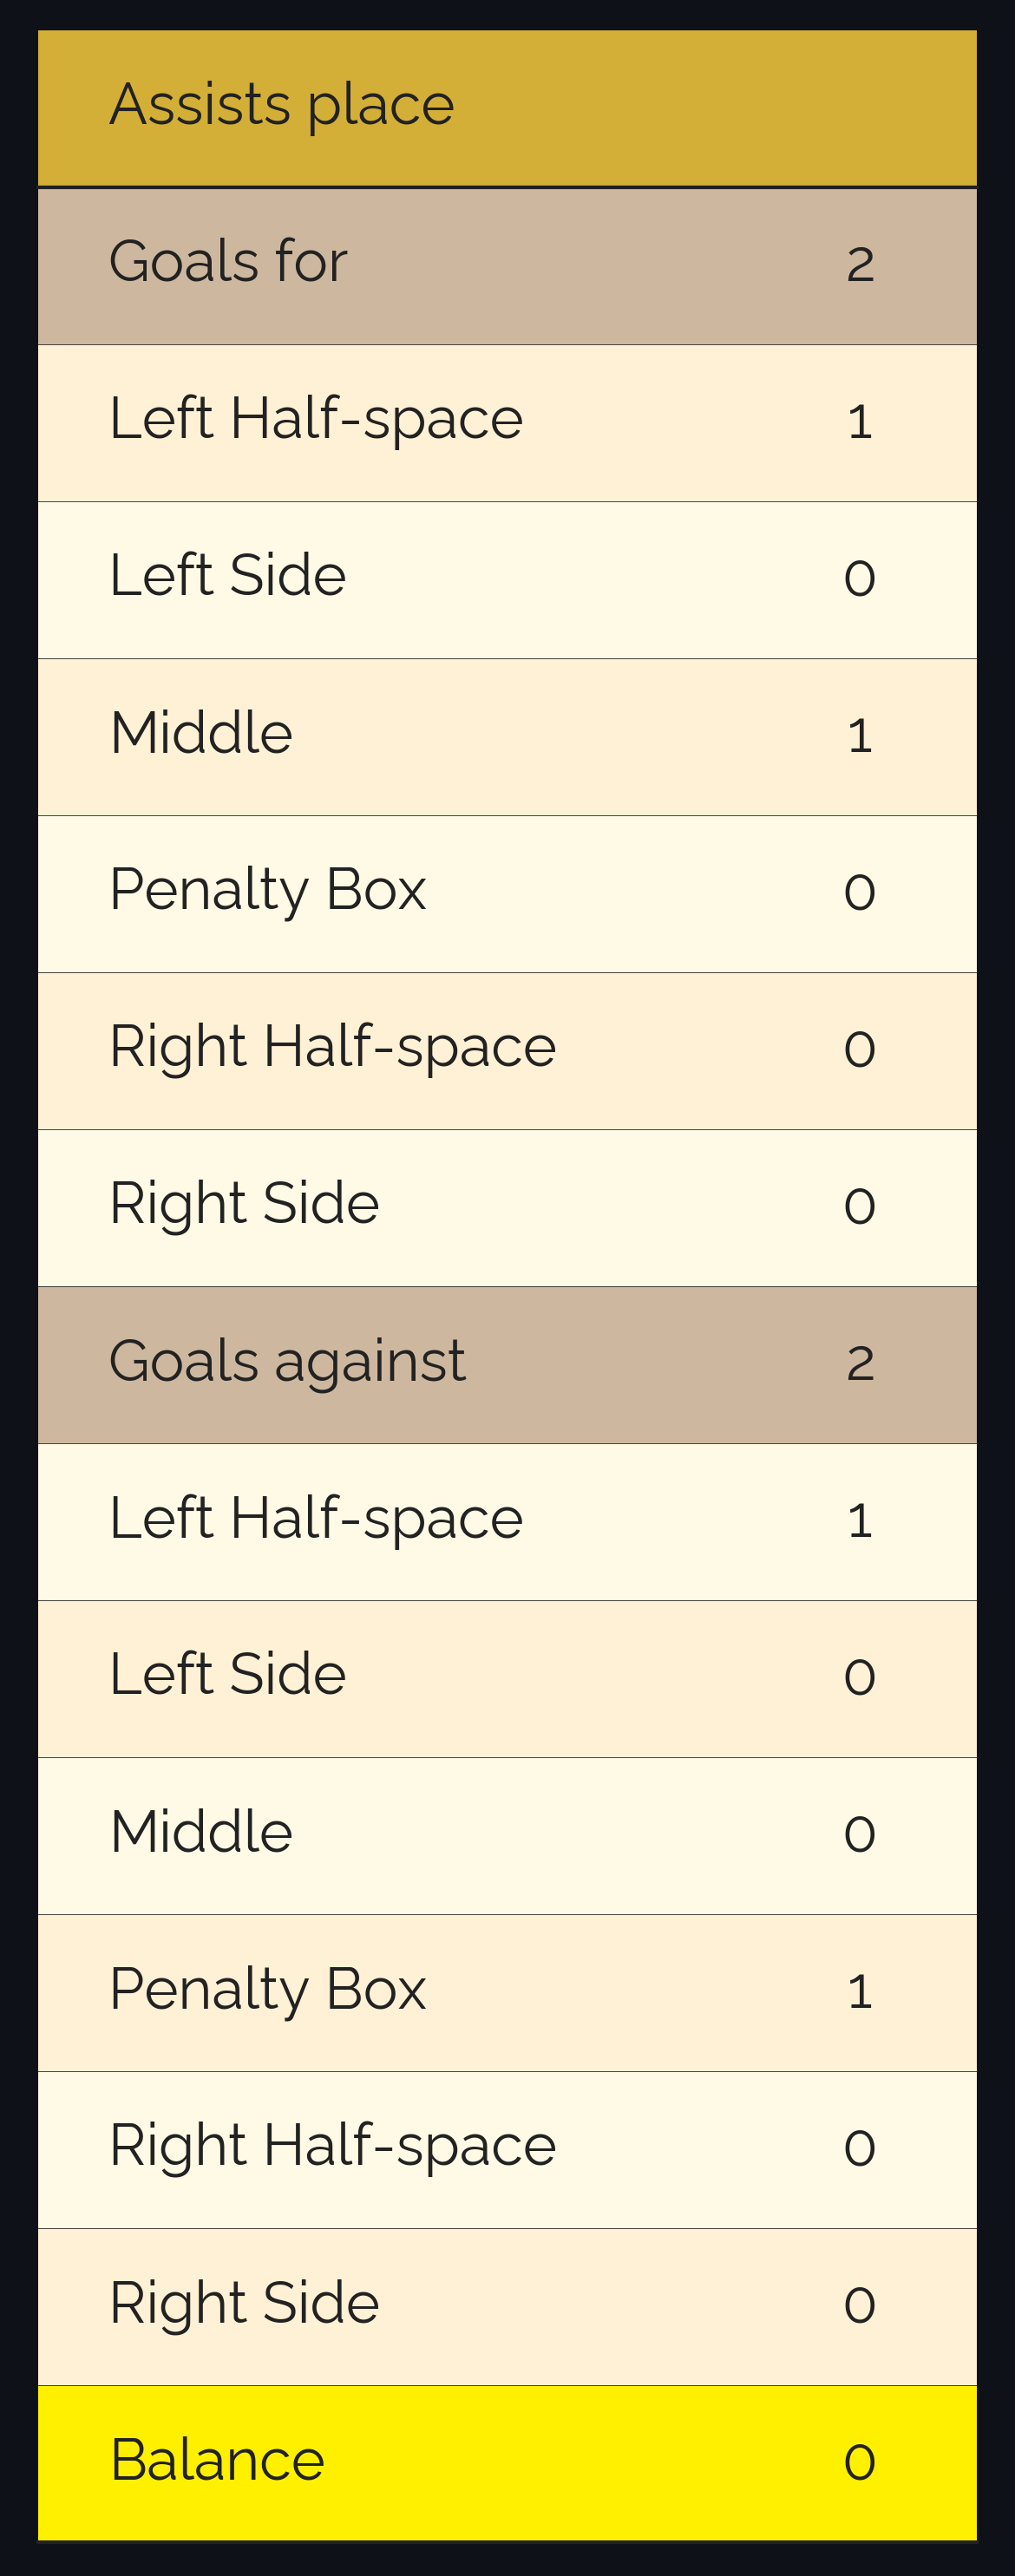 Assists place
Goals for 2
Left Half-space 1
Left Side 0
Middle 1
Penalty Box 0
Right Half-space 0
Right Side 0
Goals against 2
Left Half-space 1
Left Side 0
Middle 0
Penalty Box 1
Right Half-space 0
Right Side 0
Balance 0